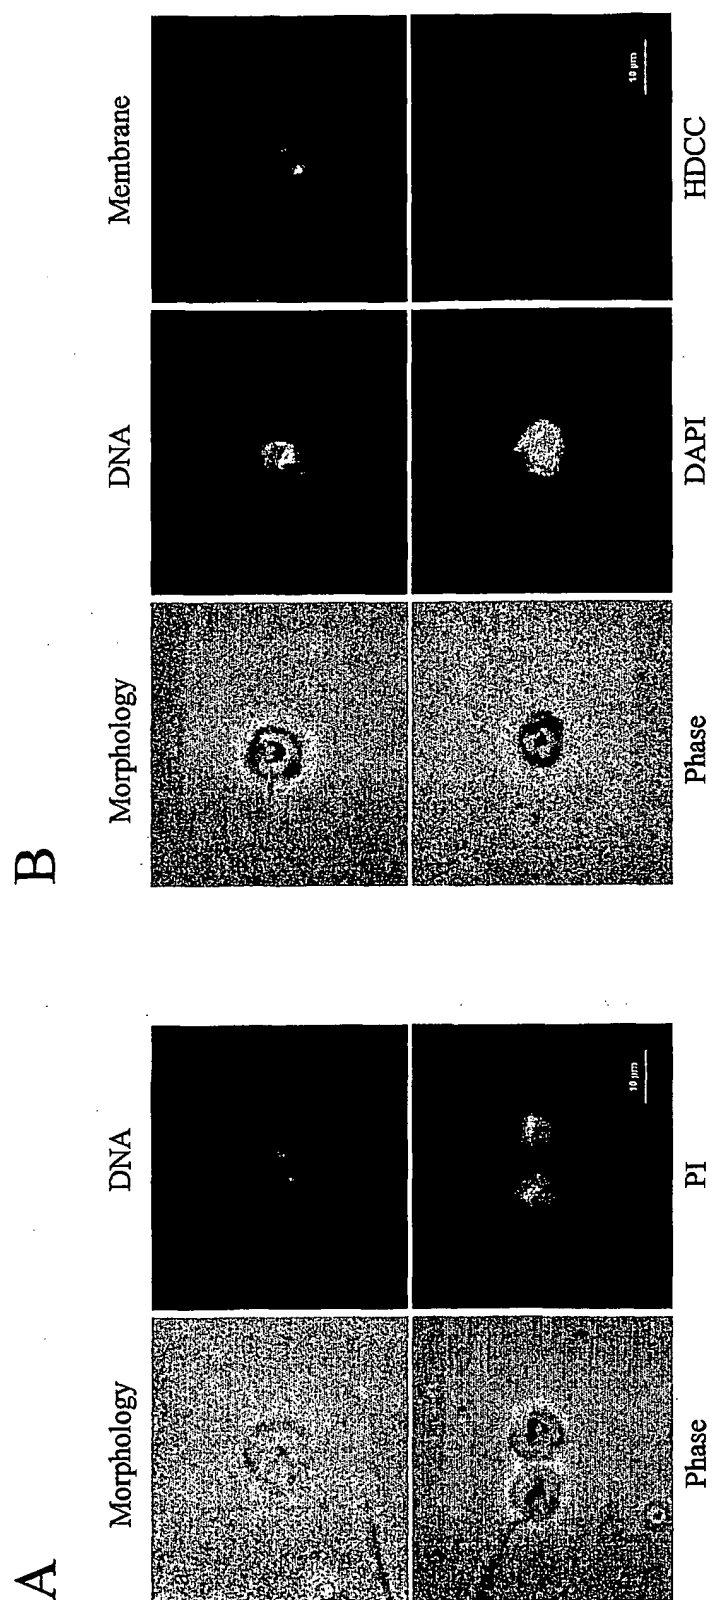 A
B
Morphology DNA
Morphology DNA Membrane
10 µm
10 µm
Phase PI
Phase DAPI HDCC